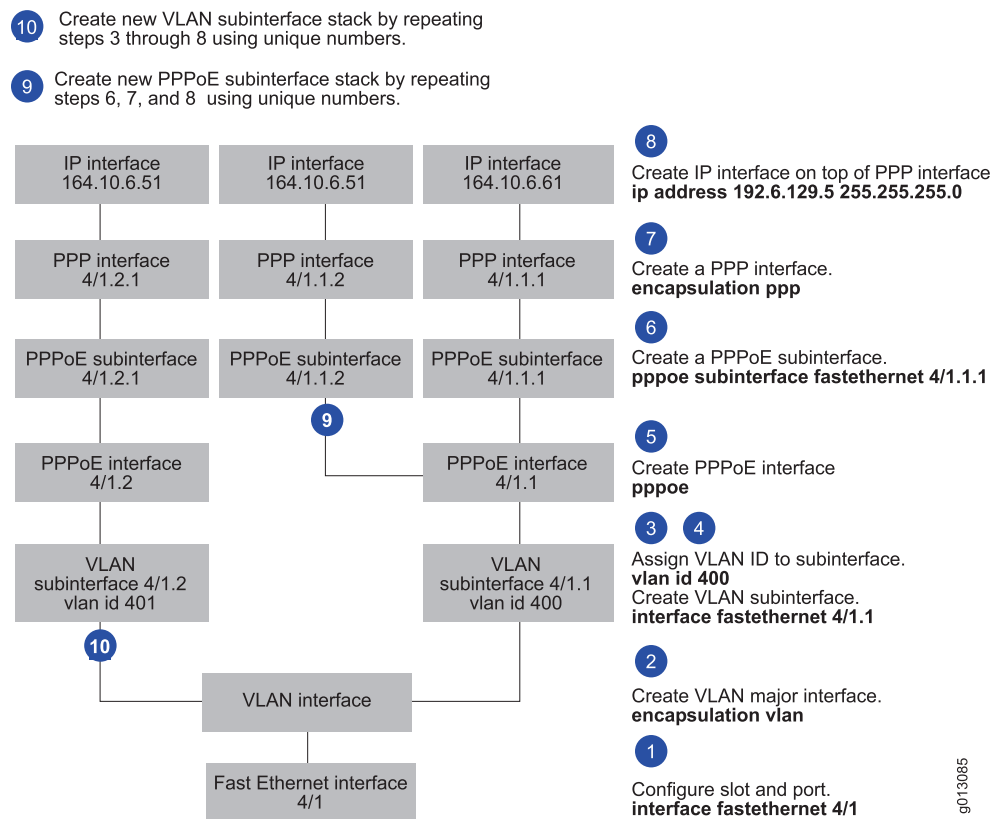 10
Create new VLAN subinterface stack by repeating
steps 3 through 8 using unique numbers.
9
Create new PPPoE subinterface stack by repeating
steps 6, 7, and 8 using unique numbers.
IP interface
164.10.6.51
IP interface
164.10.6.51
IP interface
164.10.6.61
8
Create IP interface on top of PPP interface
ip address 192.6.129.5 255.255.255.0
PPP interface
4/1.2.1
PPP interface
4/1.1.2
PPP interface
4/1.1.1
7
Create a PPP interface.
encapsulation ppp
PPPoE subinterface
4/1.2.1
PPPoE subinterface
4/1.1.2
PPPoE subinterface
4/1.1.1
6
Create a PPPoE subinterface.
pppoe subinterface fastethernet 4/1.1.1
9
PPPoE interface
4/1.2
PPPoE interface
4/1.1
5
Create PPPoE interface
pppoe
VLAN
subinterface 4/1.2
vlan id 401
VLAN
subinterface 4/1.1
vlan id 400
3 4
Assign VLAN ID to subinterface.
vlan id 400
Create VLAN subinterface.
interface fastethernet 4/1.1
10
VLAN interface
2
Create VLAN major interface.
encapsulation vlan
Fast Ethernet interface
4/1
1
Configure slot and port.
interface fastethernet 4/1
g013085